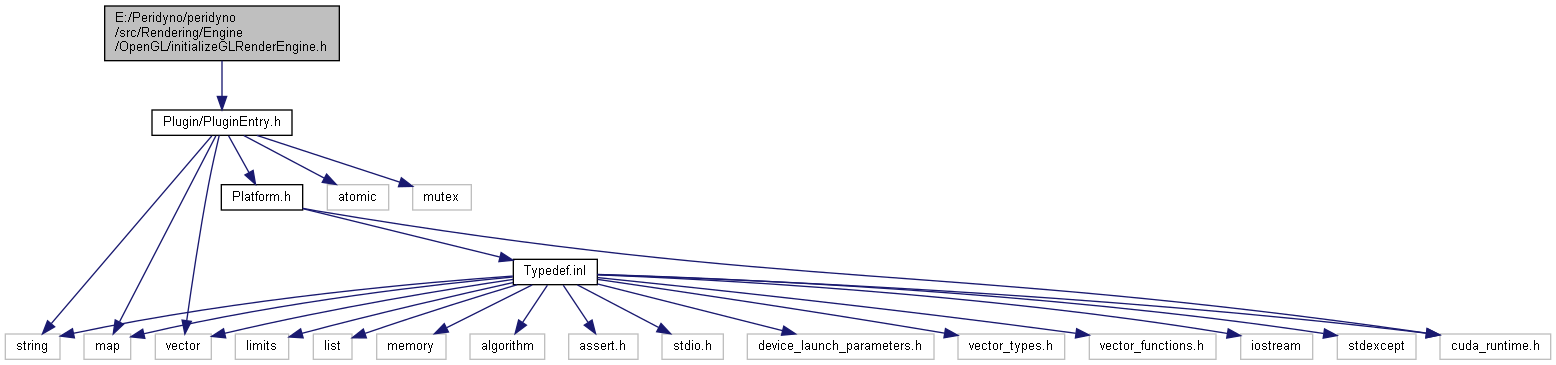 E:/Peridyno/peridyno
/src/Rendering/Engine
/OpenGL/initializeGLRenderEngine.h
Plugin/PluginEntry.h
Platform.h
atomic
mutex
Typedef.inl
string
map
vector
limits
list
memory
algorithm
assert.h
stdio.h
device_launch_parameters.h
vector_types.h
vector_functions.h
iostream
stdexcept
cuda_runtime.h